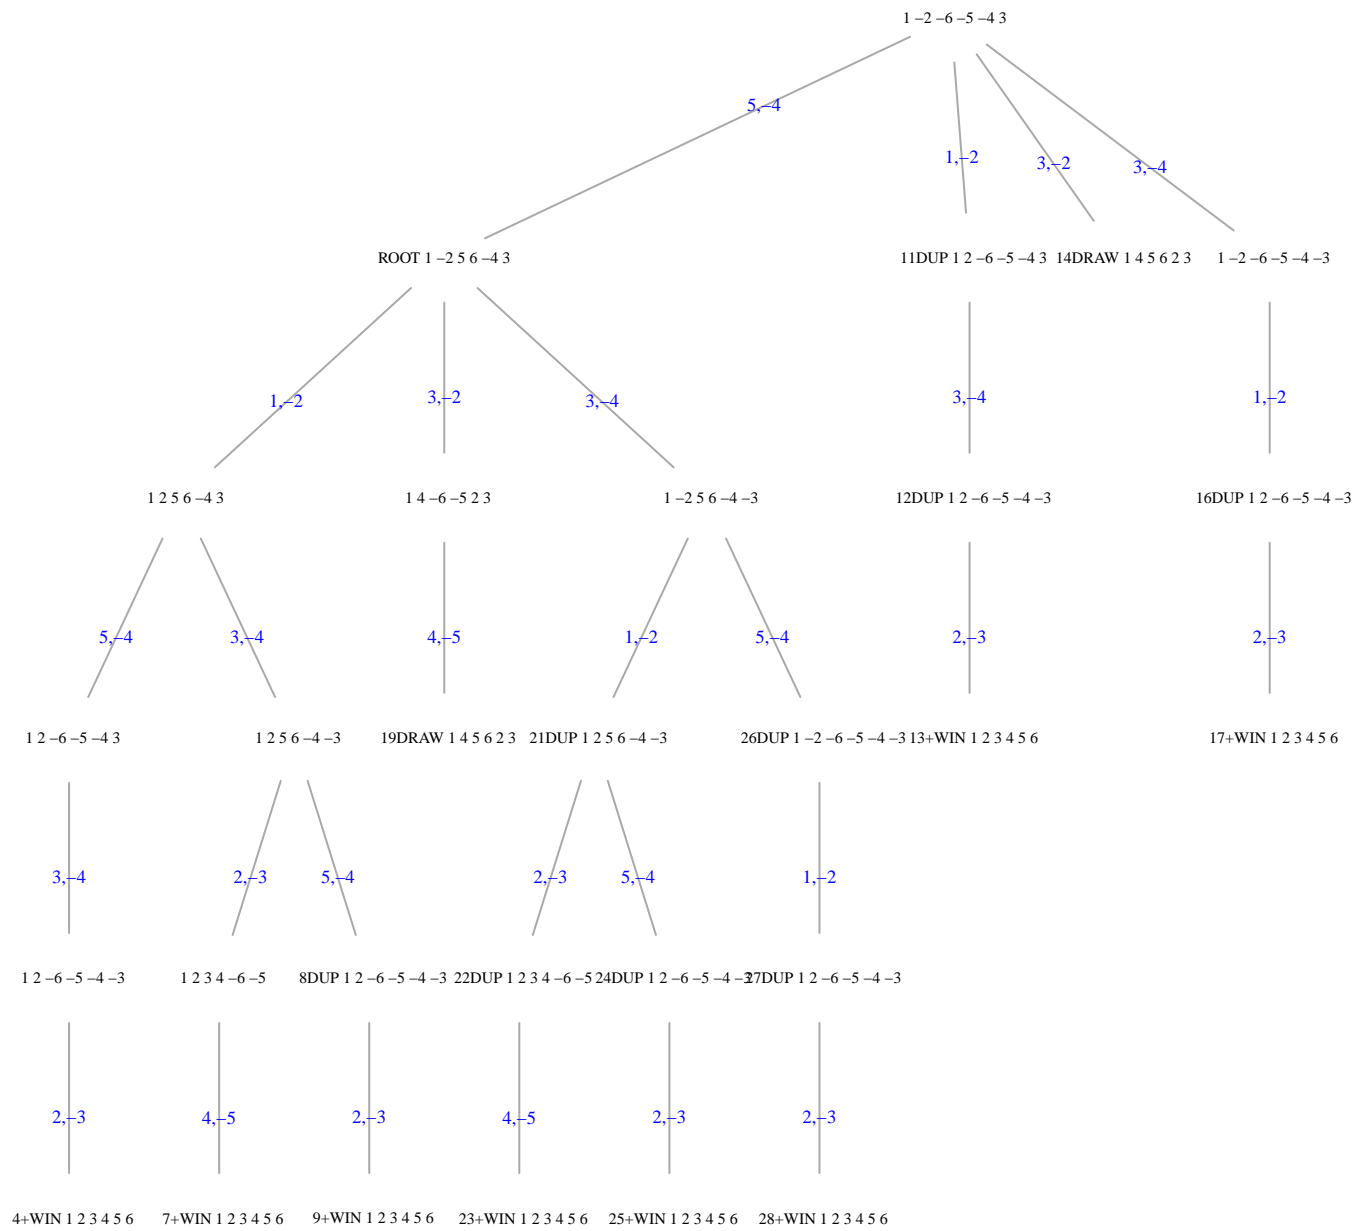 1 –2 –6 –5 –4 3
5,–4
1,–2
3,–2
3,–4
ROOT 1 –2 5 6 –4 3
11DUP 1 2 –6 –5 –4 3
14DRAW 1 4 5 6 2 3
1 –2 –6 –5 –4 –3
1,–2
3,–2
3,–4
3,–4
1,–2
1 2 5 6 –4 3
1 4 –6 –5 2 3
1 –2 5 6 –4 –3
12DUP 1 2 –6 –5 –4 –3
16DUP 1 2 –6 –5 –4 –3
5,–4
3,–4
4,–5
1,–2
5,–4
2,–3
2,–3
1 2 –6 –5 –4 3
1 2 5 6 –4 –3
19DRAW 1 4 5 6 2 3
21DUP 1 2 5 6 –4 –3
26DUP 1 –2 –6 –5 –4 –3
13+WIN 1 2 3 4 5 6
17+WIN 1 2 3 4 5 6
3,–4
2,–3
5,–4
2,–3
5,–4
1,–2
1 2 –6 –5 –4 –3
1 2 3 4 –6 –5
8DUP 1 2 –6 –5 –4 –3
22DUP 1 2 3 4 –6 –5
24DUP 1 2 –6 –5 –4 –3
27DUP 1 2 –6 –5 –4 –3
2,–3
4,–5
2,–3
4,–5
2,–3
2,–3
4+WIN 1 2 3 4 5 6
7+WIN 1 2 3 4 5 6
9+WIN 1 2 3 4 5 6
23+WIN 1 2 3 4 5 6
25+WIN 1 2 3 4 5 6
28+WIN 1 2 3 4 5 6